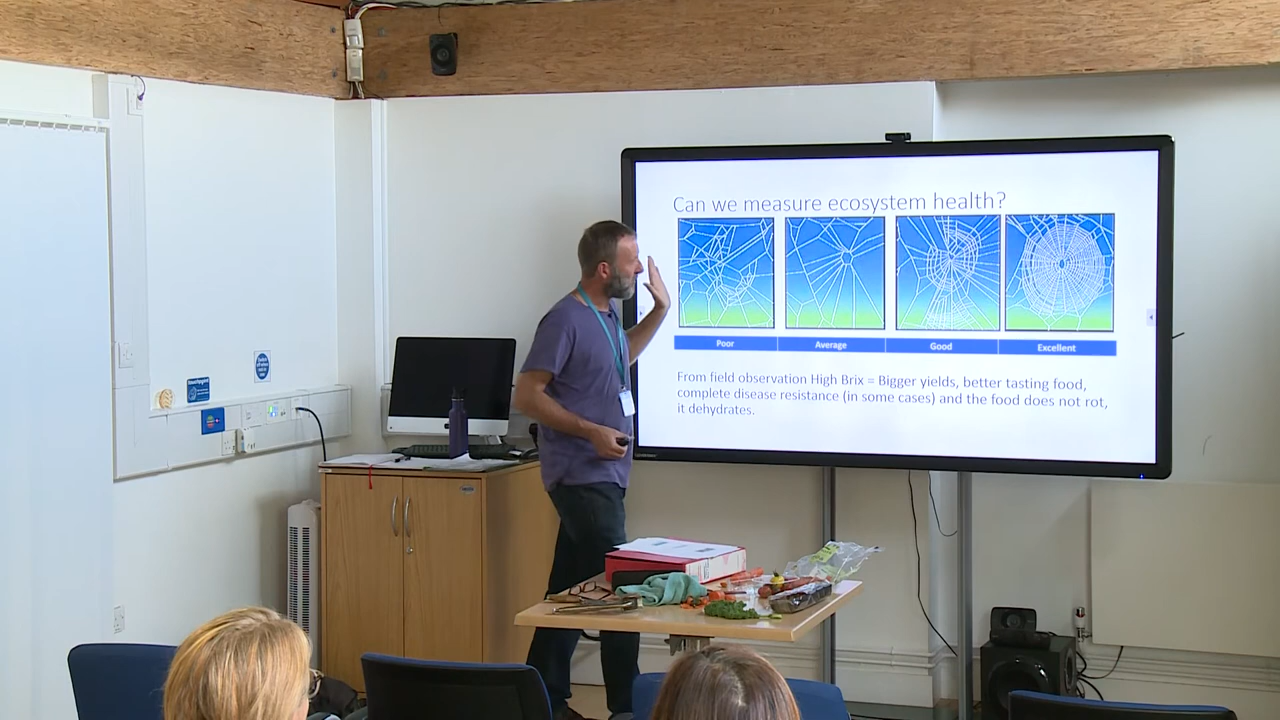 Can we measure ecosystem health?
Poor
Average
Good
Excellent
From field observation High Brix = Bigger yields, better tasting food,
complete disease resistance (in some cases) and the food does not rot,
it dehydrates.